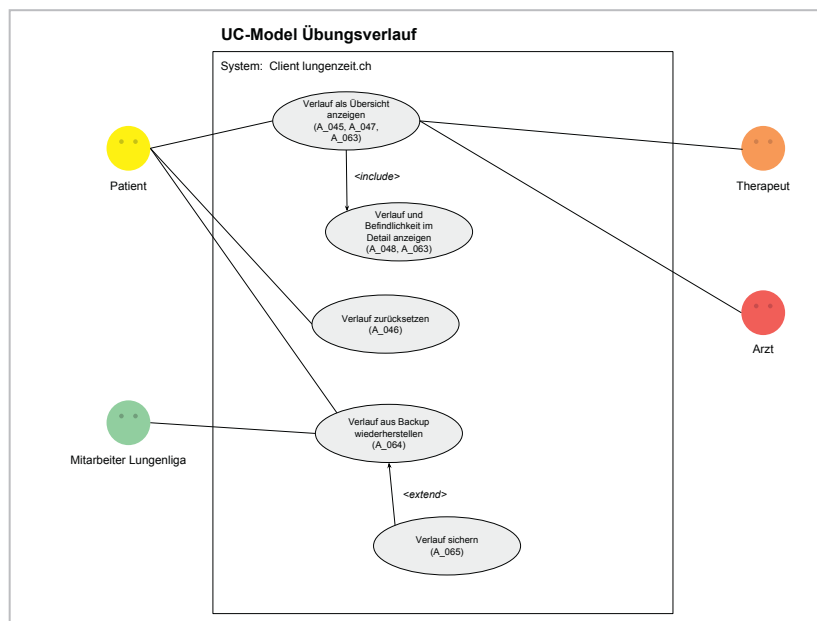 UC-Model Übungsverlauf
System:  Client lungenzeit.ch
Verlauf als Übersicht
anzeigen
(A_045, A_047,
A_063)
Patient
Therapeut
<include>
Verlauf und
Befindlichkeit im
Detail anzeigen
(A_048, A_063)
Verlauf zurücksetzen
(A_046)
Arzt
Verlauf aus Backup
wiederherstellen
(A_064)
Mitarbeiter Lungenliga
<extend>
Verlauf sichern
(A_065)